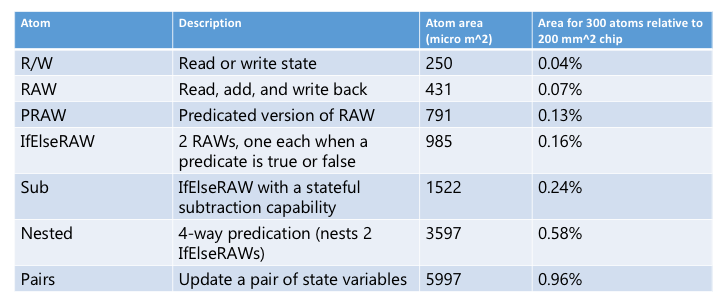 Atom Description Atom area Area for 300 atoms relative to
(micro m^2) 200 mm^2 chip
R/W Read or write state 250 0.04%
RAW Read, add, and write back 431 0.07%
PRAW Predicated version of RAW 791 0.13%
IfElseRAW 2 RAWs, one each when a 985 0.16%
predicate is true or false
Sub IfElseRAW with a stateful 1522 0.24%
subtraction capability
Nested 4-way predication (nests 2 3597 0.58%
IfElseRAWs)
Pairs Update a pair of state variables 5997 0.96%